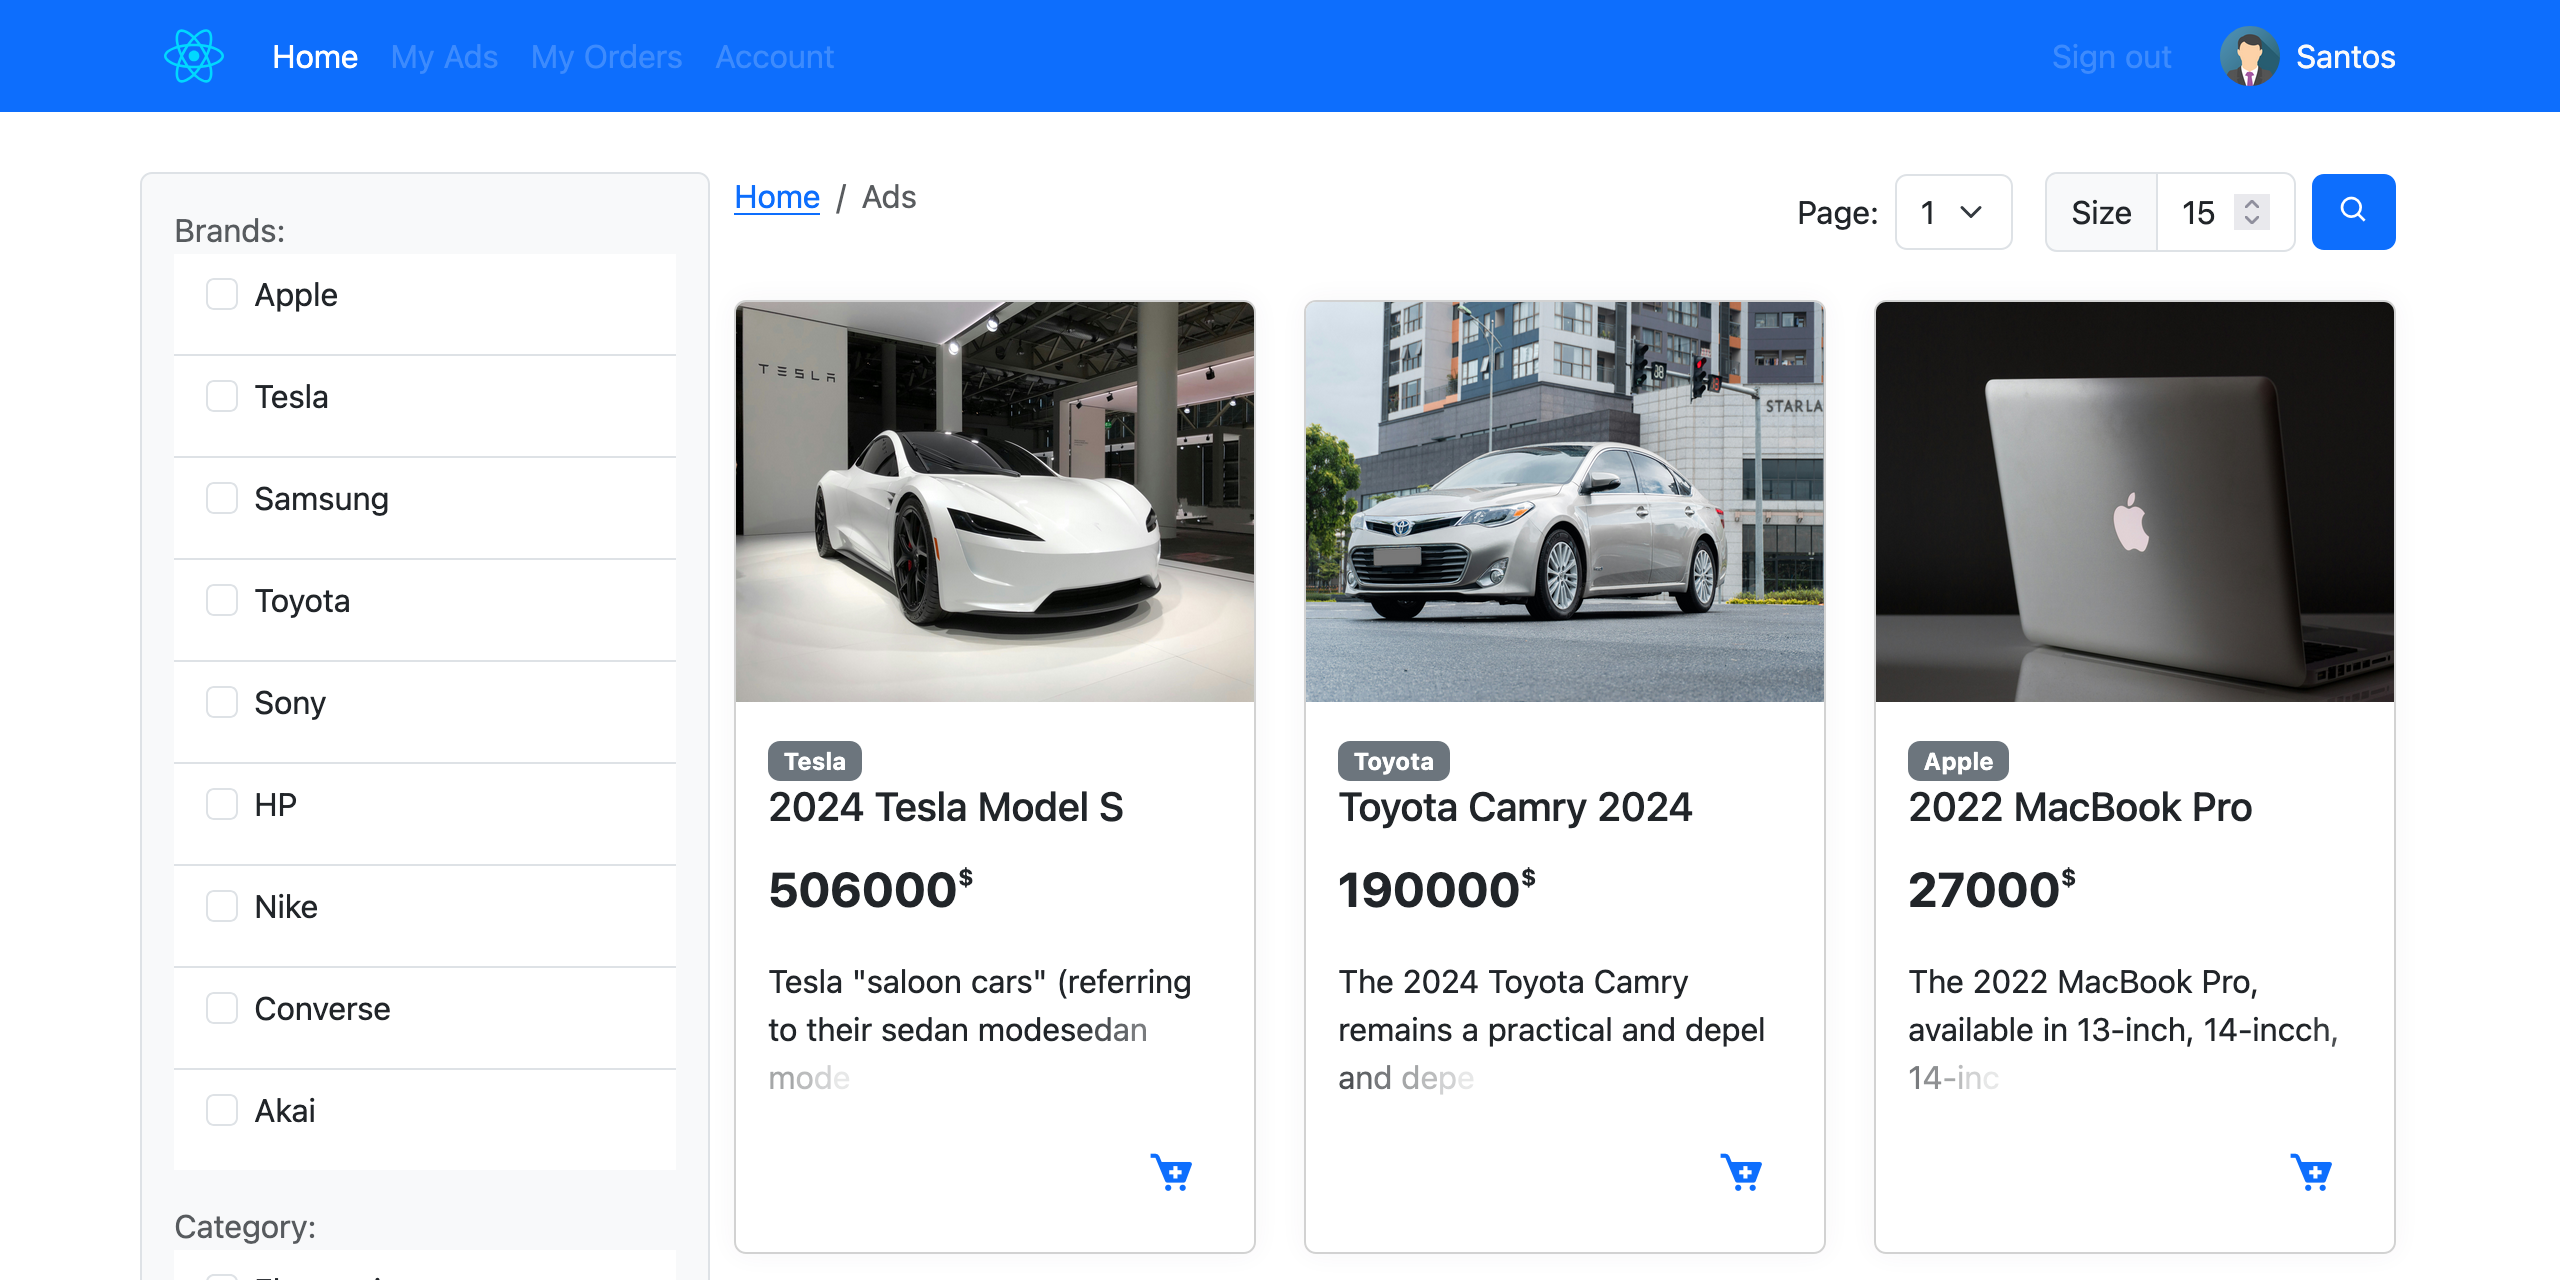 Home My Ads My Orders Account Sign out Santos
Brands:
Apple
Tesla
Samsung
Toyota
Sony
HP
Nike
Converse
Akai
Category:
Home / Ads
Page: 1 Size 15
TESLA
Tesla
2024 Tesla Model S
506000$
Tesla "saloon cars" (referring
to their sedan modesedan
mode
38
STARLA
Toyota
Toyota Camry 2024
190000$
The 2024 Toyota Camry
remains a practical and depel
and depe
Apple
2022 MacBook Pro
27000$
The 2022 MacBook Pro,
available in 13-inch, 14-incch,
14-inc